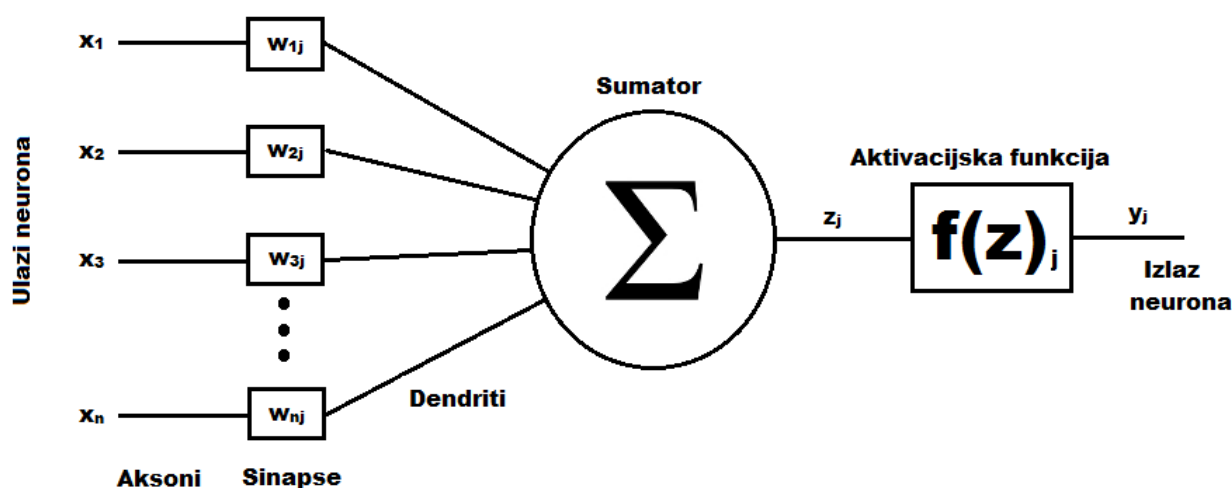 Ulazi neurona
x₁
w₁ⱼ
x₂
w₂ⱼ
x₃
w₃ⱼ
xₙ
wₙⱼ
Aksoni
Sinapse
Dendriti
Sumator
Σ
zⱼ
Aktivacijska funkcija
f(z)ⱼ
yⱼ
Izlaz
neurona